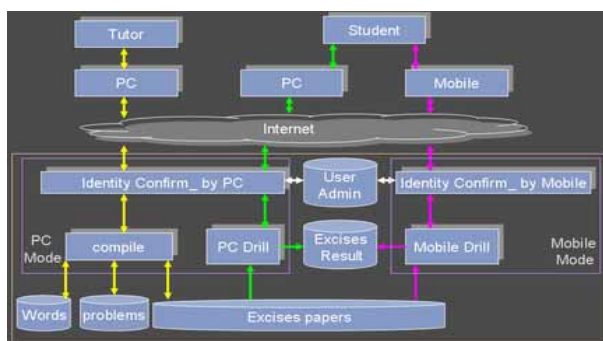 Tutor
Student
PC
PC
Mobile
Internet
Identity Confirm_ by PC
User
Admin
Identity Confirm_ by Mobile
PC
Mode
compile
PC Drill
Excises
Result
Mobile Drill
Mobile
Mode
Words
problems
Excises papers